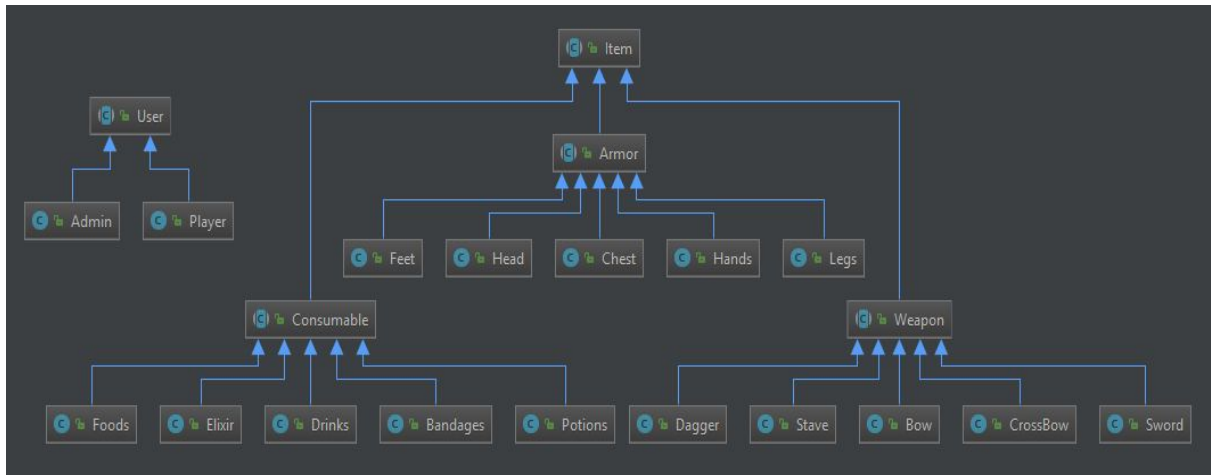 Item
User
Armor
Admin
Player
Feet
Head
Chest
Hands
Legs
Consumable
Weapon
Foods
Elixir
Drinks
Bandages
Potions
Dagger
Stave
Bow
CrossBow
Sword